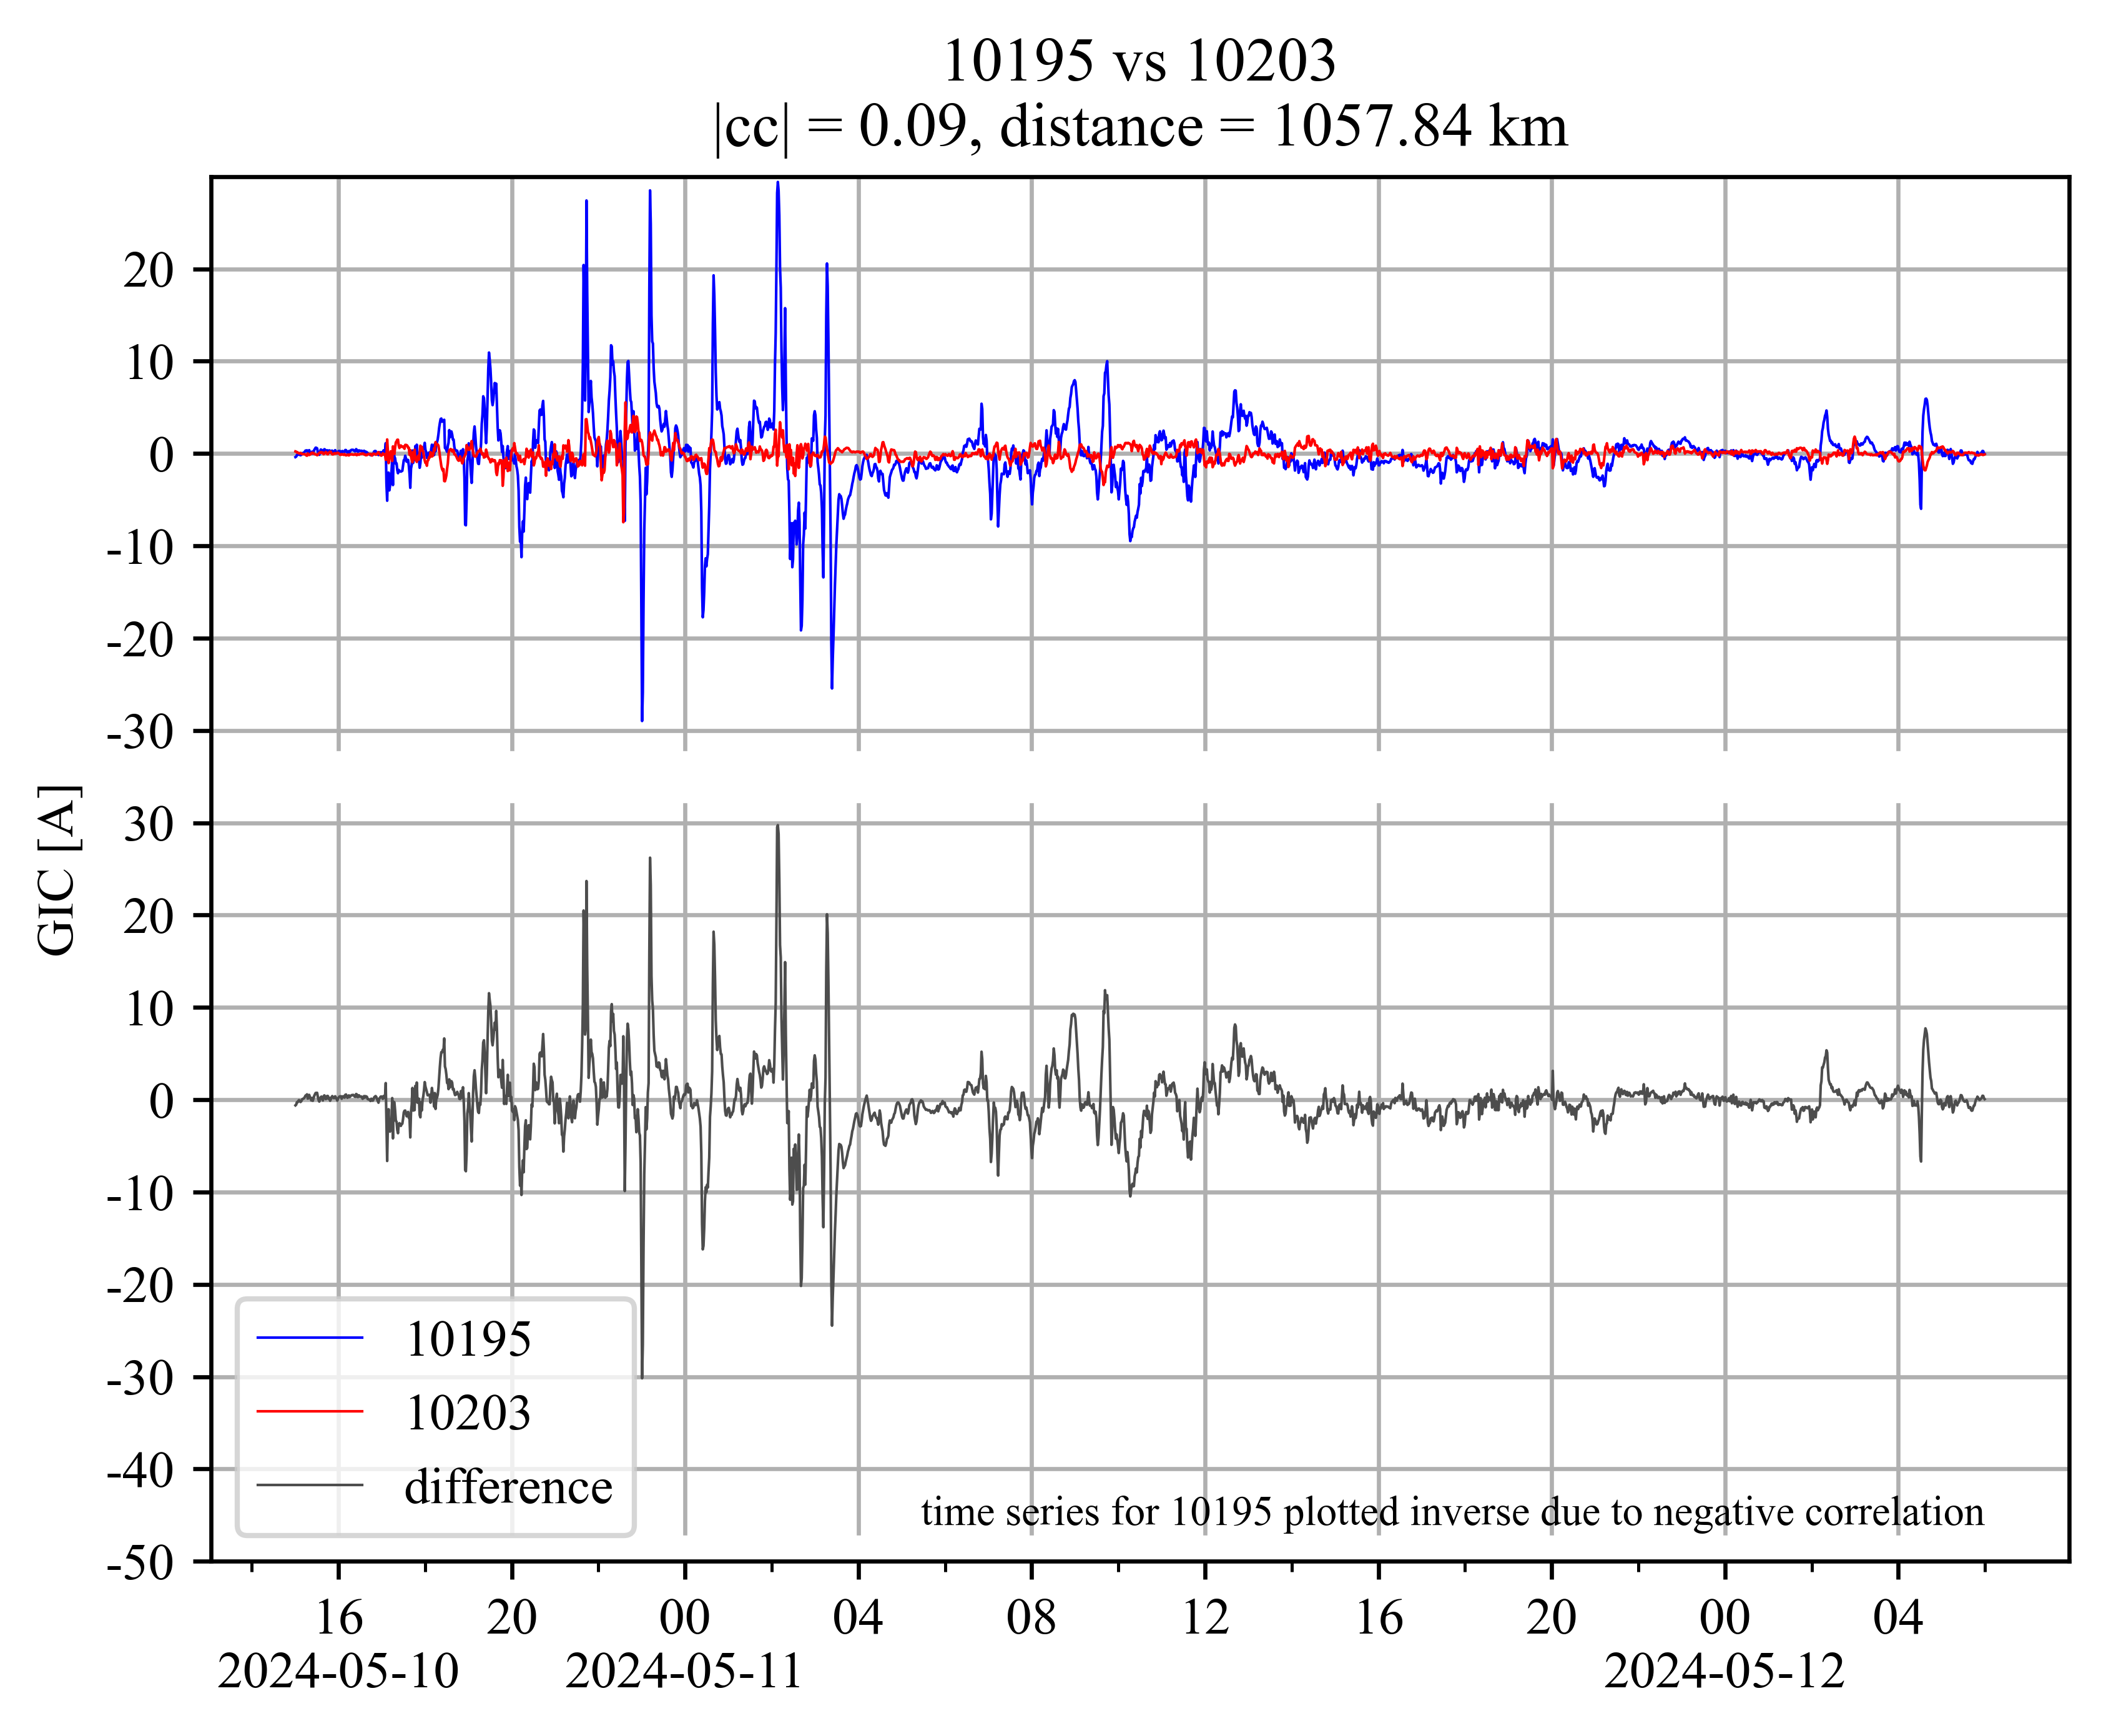 10195 vs 10203
|cc| = 0.09, distance = 1057.84 km
GIC [A]
20
10
0
-10
-20
-30
30
20
10
0
-10
-20
-30
-40
-50
10195
10203
difference
time series for 10195 plotted inverse due to negative correlation
16 20 00 04 08 12 16 20 00 04
2024-05-10 2024-05-11 2024-05-12